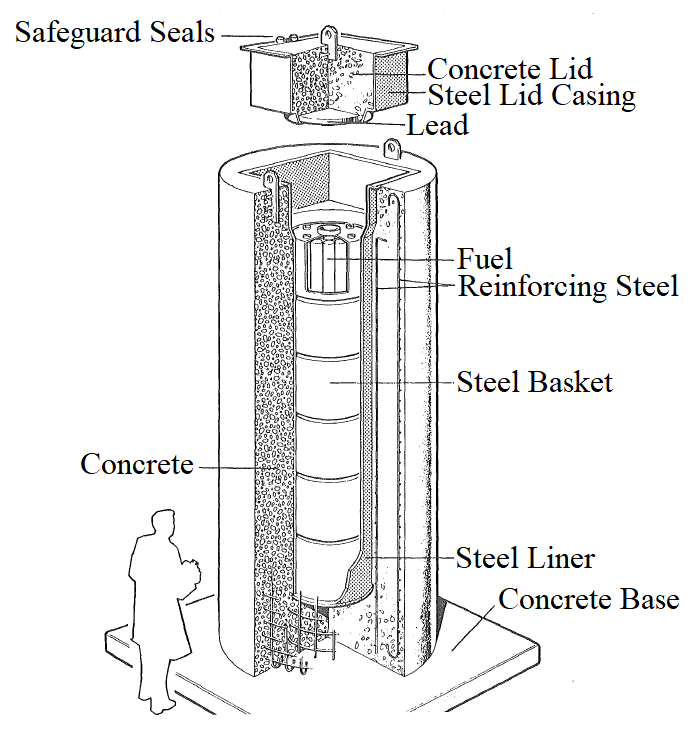 Safeguard Seals
Concrete Lid
Steel Lid Casing
Lead
Fuel
Reinforcing Steel
Steel Basket
Concrete
Steel Liner
Concrete Base